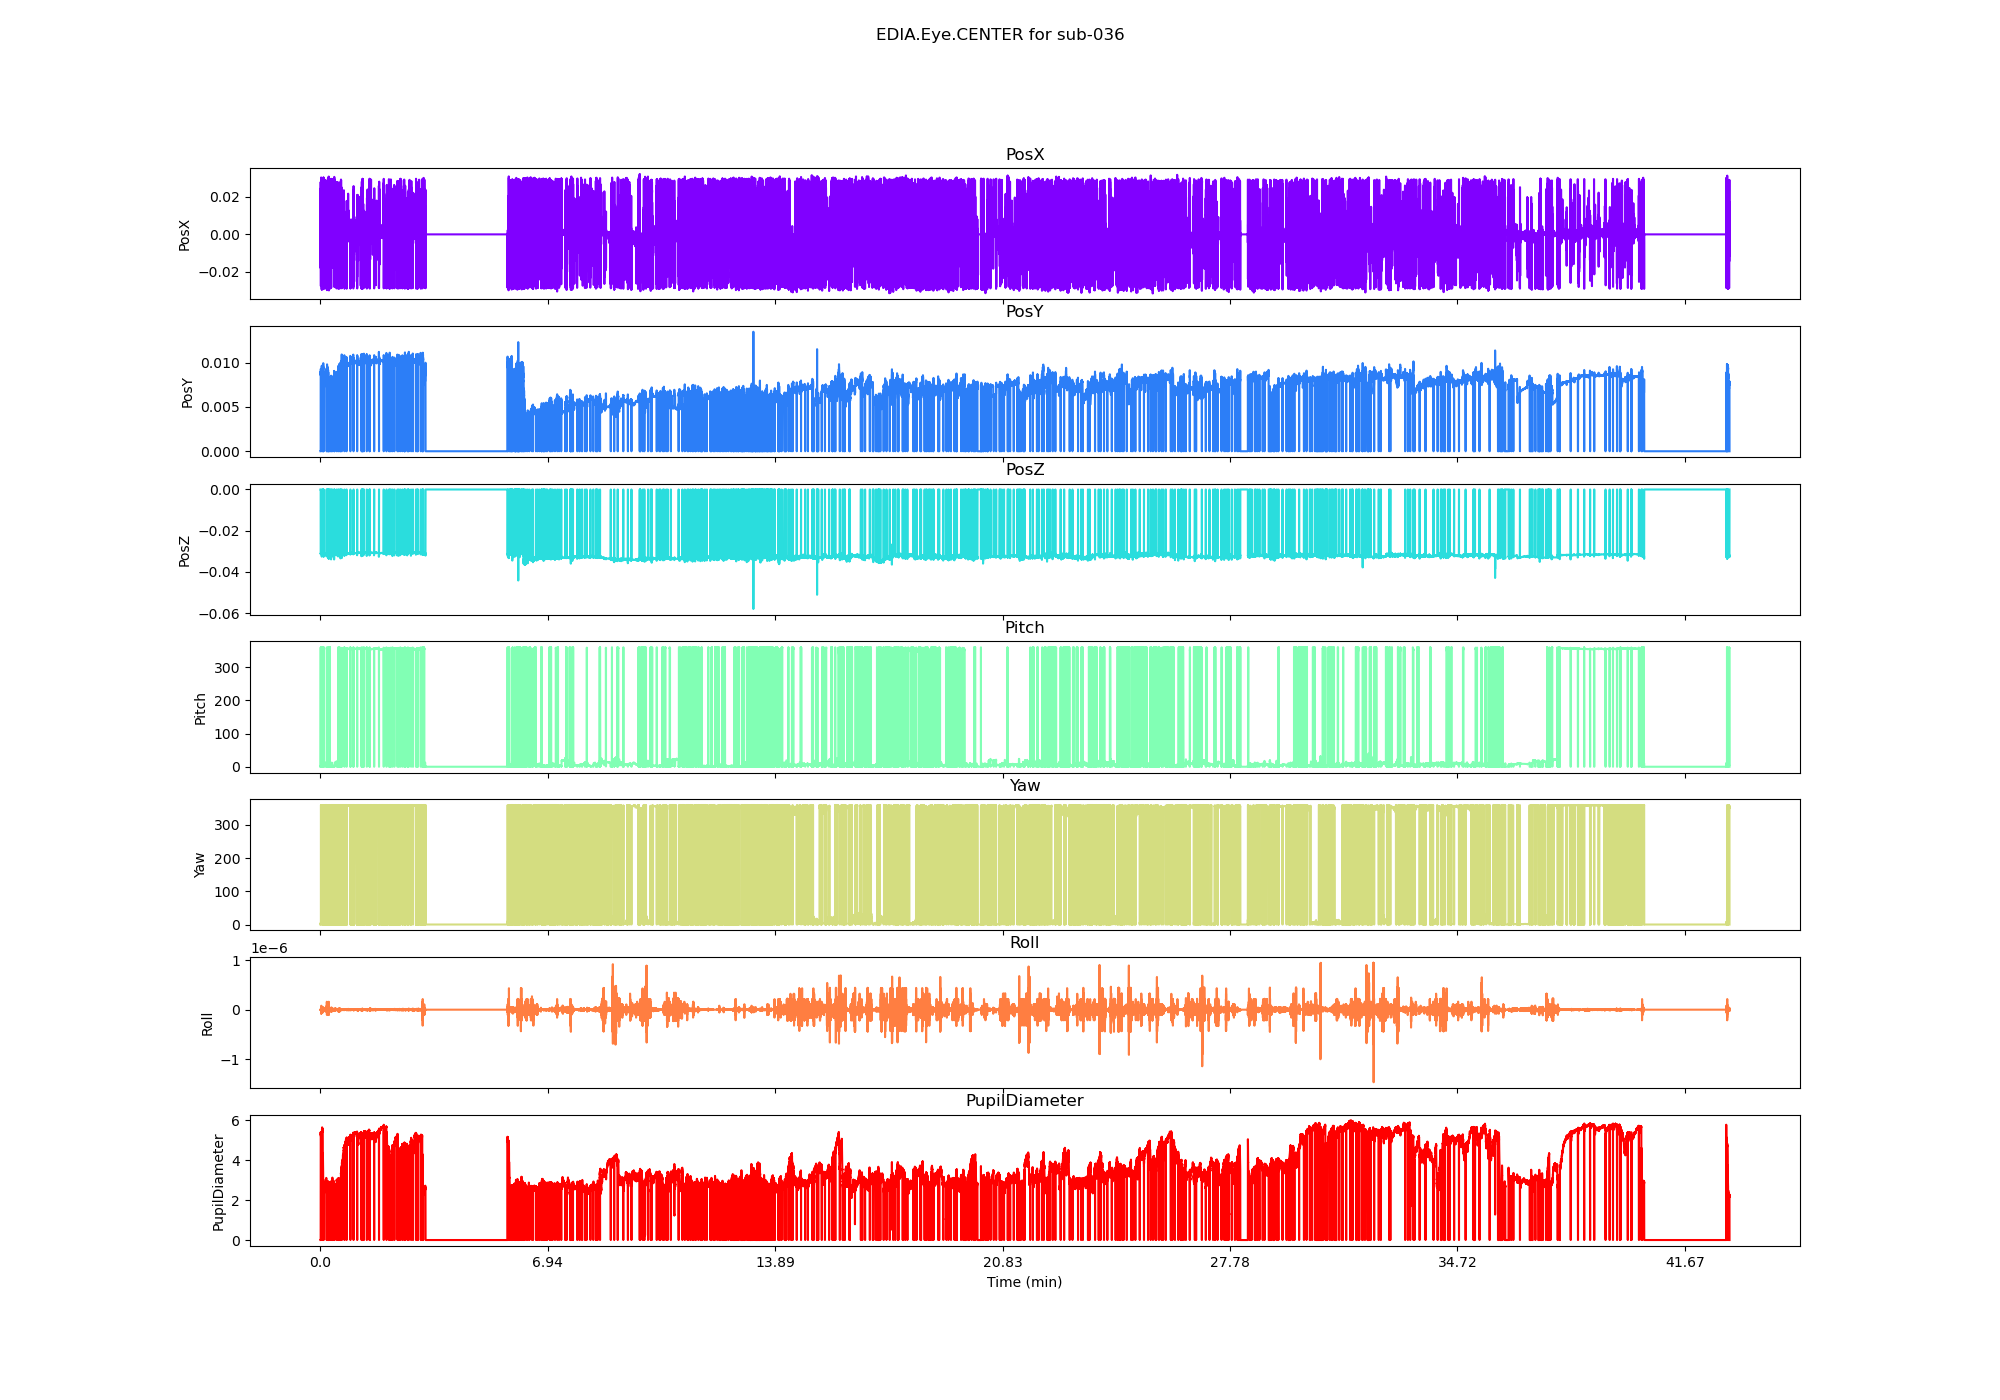 EDIA.Eye.CENTER for sub-036
PosX
0.02
0.00
−0.02
PosX
PosY
0.010
0.005
0.000
PosY
PosZ
0.00
−0.02
−0.04
−0.06
PosZ
Pitch
300
200
100
0
Pitch
Yaw
300
200
100
0
Yaw
1e−6
Roll
1
0
−1
Roll
PupilDiameter
6
4
2
0
PupilDiameter
0.0 6.94 13.89 20.83 27.78 34.72 41.67
Time (min)